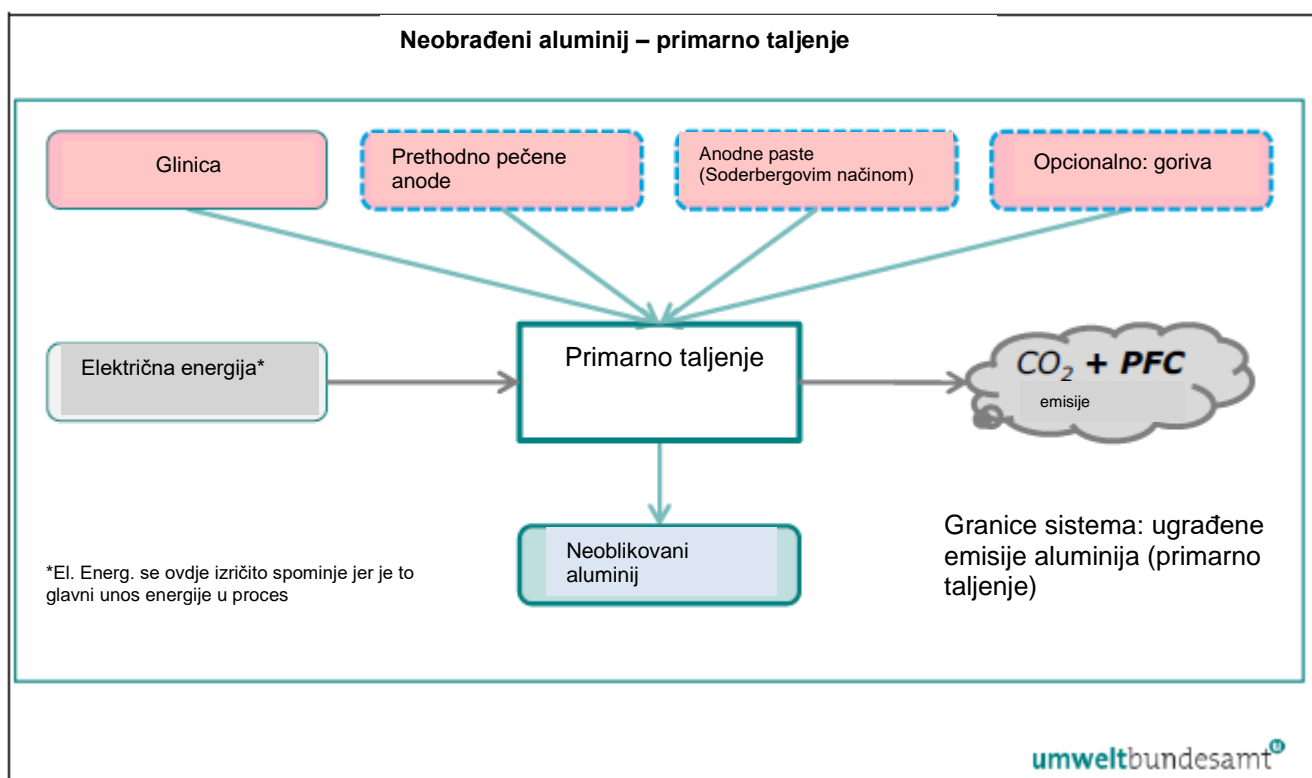 Neobrađeni aluminij – primarno taljenje
Glinica
Prethodno pečene
anode
Anodne paste
(Soderbergovim načinom)
Opcionalno: goriva
Električna energija*
Primarno taljenje
CO₂ + PFC
emisije
Neoblikovani
aluminij
*El. Energ. se ovdje izričito spominje jer je to
glavni unos energije u proces
Granice sistema: ugrađene
emisije aluminija (primarno
taljenje)
umweltbundesamt